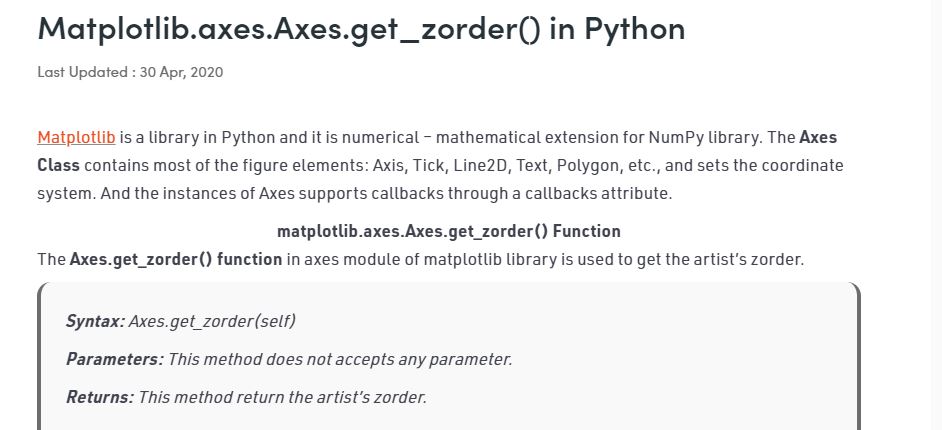 Matplotlib.axes.Axes.get_zorder() in Python
Last Updated : 30 Apr, 2020
Matplotlib is a library in Python and it is numerical – mathematical extension for NumPy library. The Axes
Class contains most of the figure elements: Axis, Tick, Line2D, Text, Polygon, etc., and sets the coordinate
system. And the instances of Axes supports callbacks through a callbacks attribute.
matplotlib.axes.Axes.get_zorder() Function
The Axes.get_zorder() function in axes module of matplotlib library is used to get the artist’s zorder.
Syntax: Axes.get_zorder(self)
Parameters: This method does not accepts any parameter.
Returns: This method return the artist’s zorder.